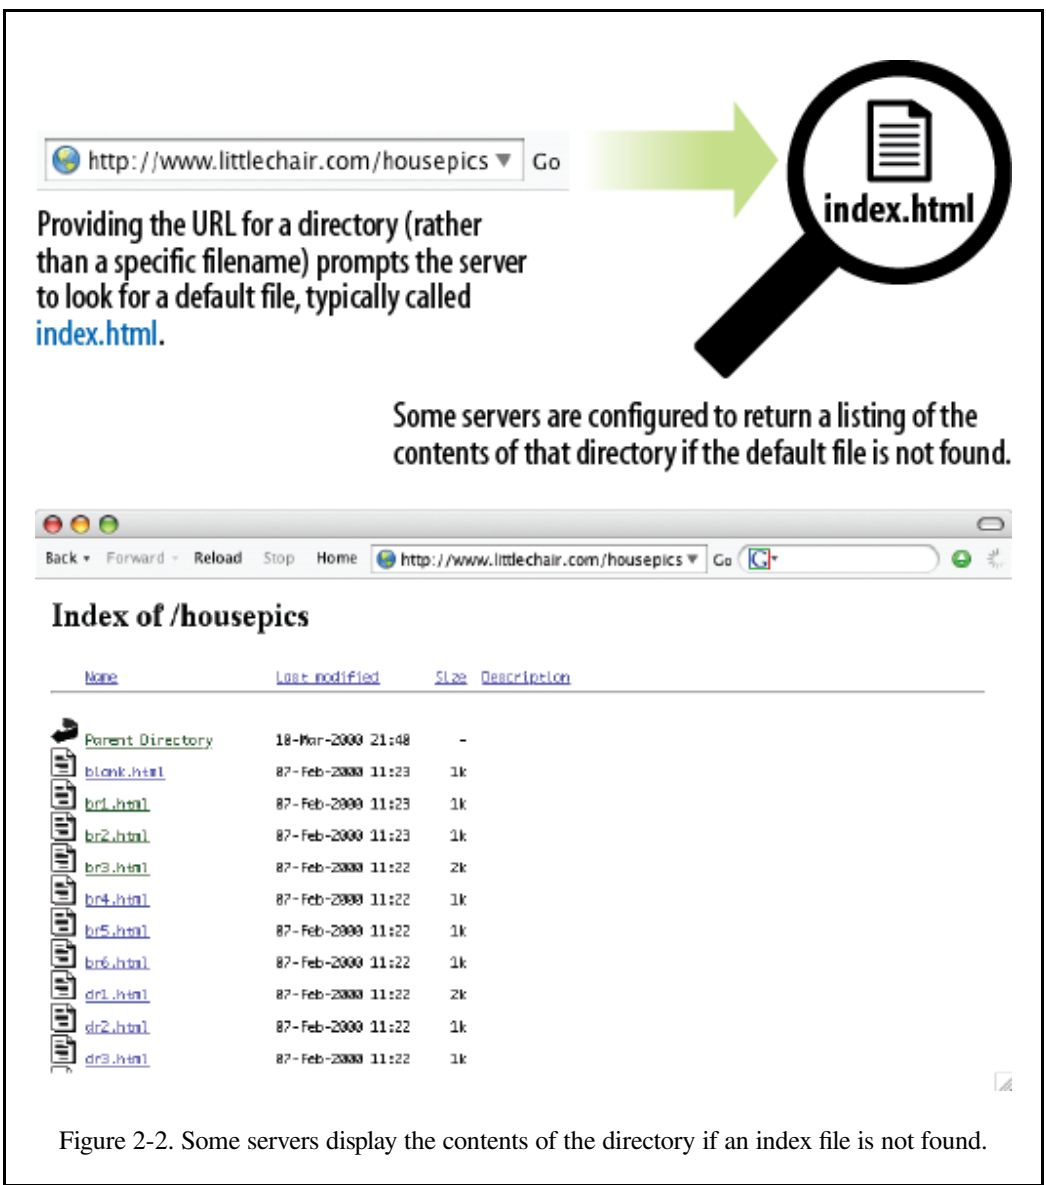 http://www.littlechair.com/housepics Go
index.html
Providing the URL for a directory (rather
than a specific filename) prompts the server
to look for a default file, typically called
index.html.
Some servers are configured to return a listing of the
contents of that directory if the default file is not found.
Back Forward Reload Stop Home http://www.littlechair.com/housepics Go G
Index of /housepics
Name Last modified Size Description
Parent Directory 18-Mar-2000 21:48 -
blank.html 07-Feb-2000 11:23 1k
br1.html 07-Feb-2000 11:23 1k
br2.html 07-Feb-2000 11:23 1k
br3.html 07-Feb-2000 11:22 2k
br4.html 07-Feb-2000 11:22 1k
br5.html 07-Feb-2000 11:22 1k
br6.html 07-Feb-2000 11:22 1k
dr1.html 07-Feb-2000 11:22 2k
dr2.html 07-Feb-2000 11:22 1k
dr3.html 07-Feb-2000 11:22 1k
Figure 2-2. Some servers display the contents of the directory if an index file is not found.